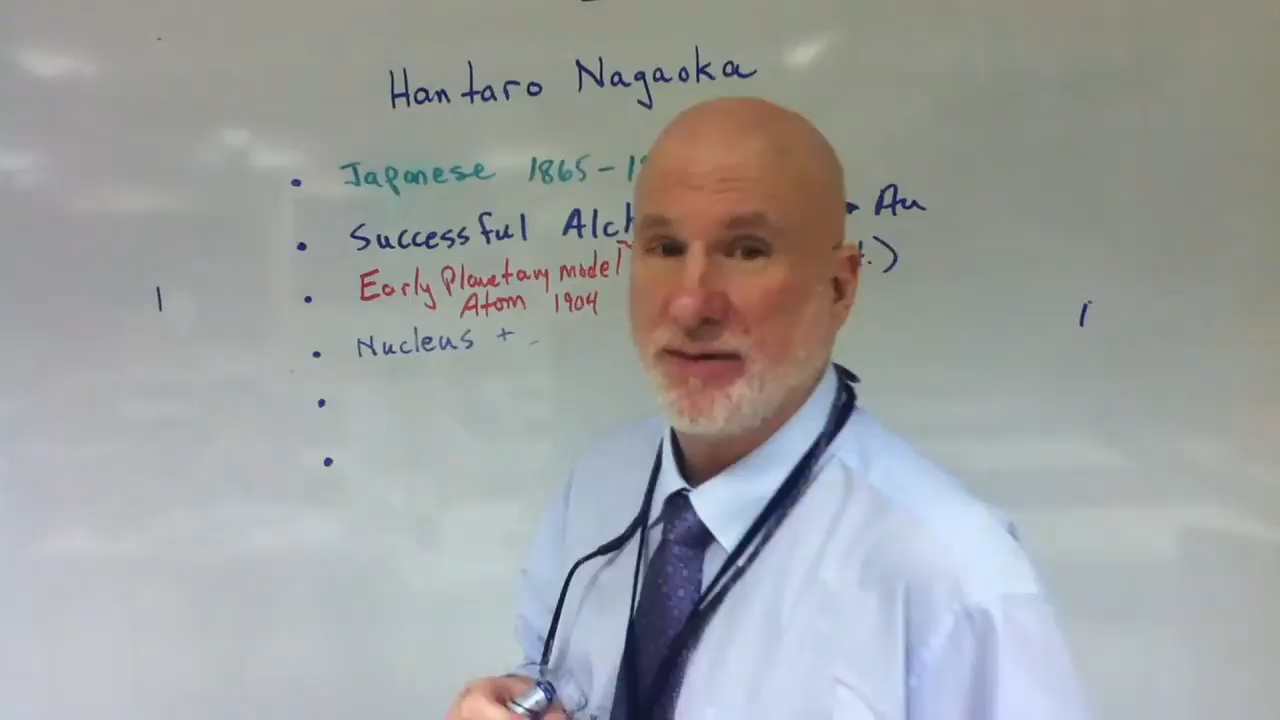 Hantaro Nagaoka
• Japanese 1865-1
• Successful Alch Au
• Early Planetary model .)
Atom 1904
• Nucleus +
•
•